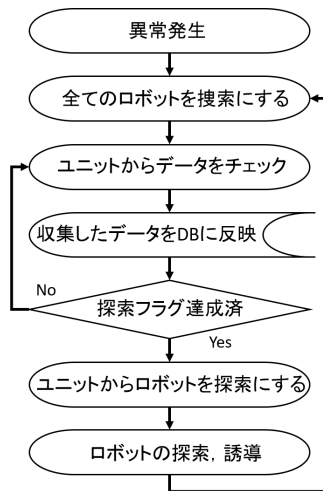 異常発生
全てのロボットを捜索にする
ユニットからデータをチェック
収集したデータをDBに反映
No
探索フラグ達成済
Yes
ユニットからロボットを探索にする
ロボットの探索，誘導